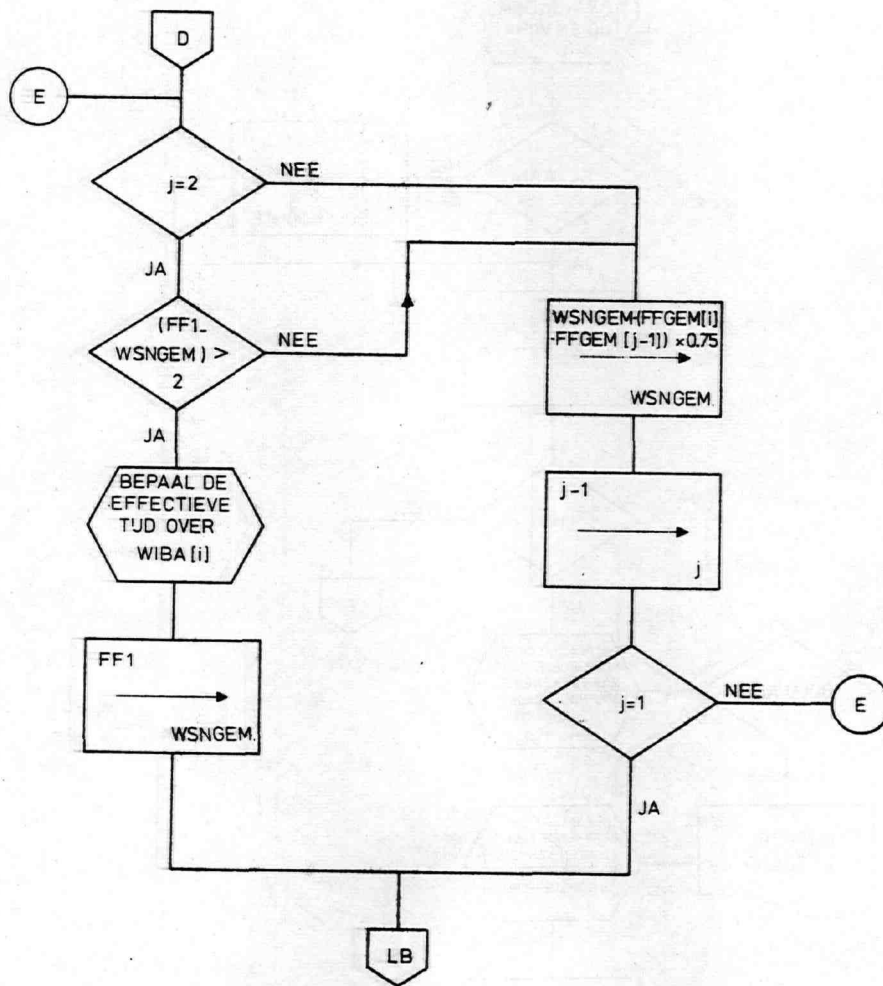 D
E
j=2
NEE
JA
(FF1-
WSNGEM) >
2
NEE
JA
BEPAAL DE
EFFECTIEVE
TIJD OVER
WIBA[i]
FF1
WSNGEM.
WSNGEM-(FFGEM[i]
-FFGEM [j-1]) ×0.75
WSNGEM.
j-1
j
j=1
NEE
E
JA
LB